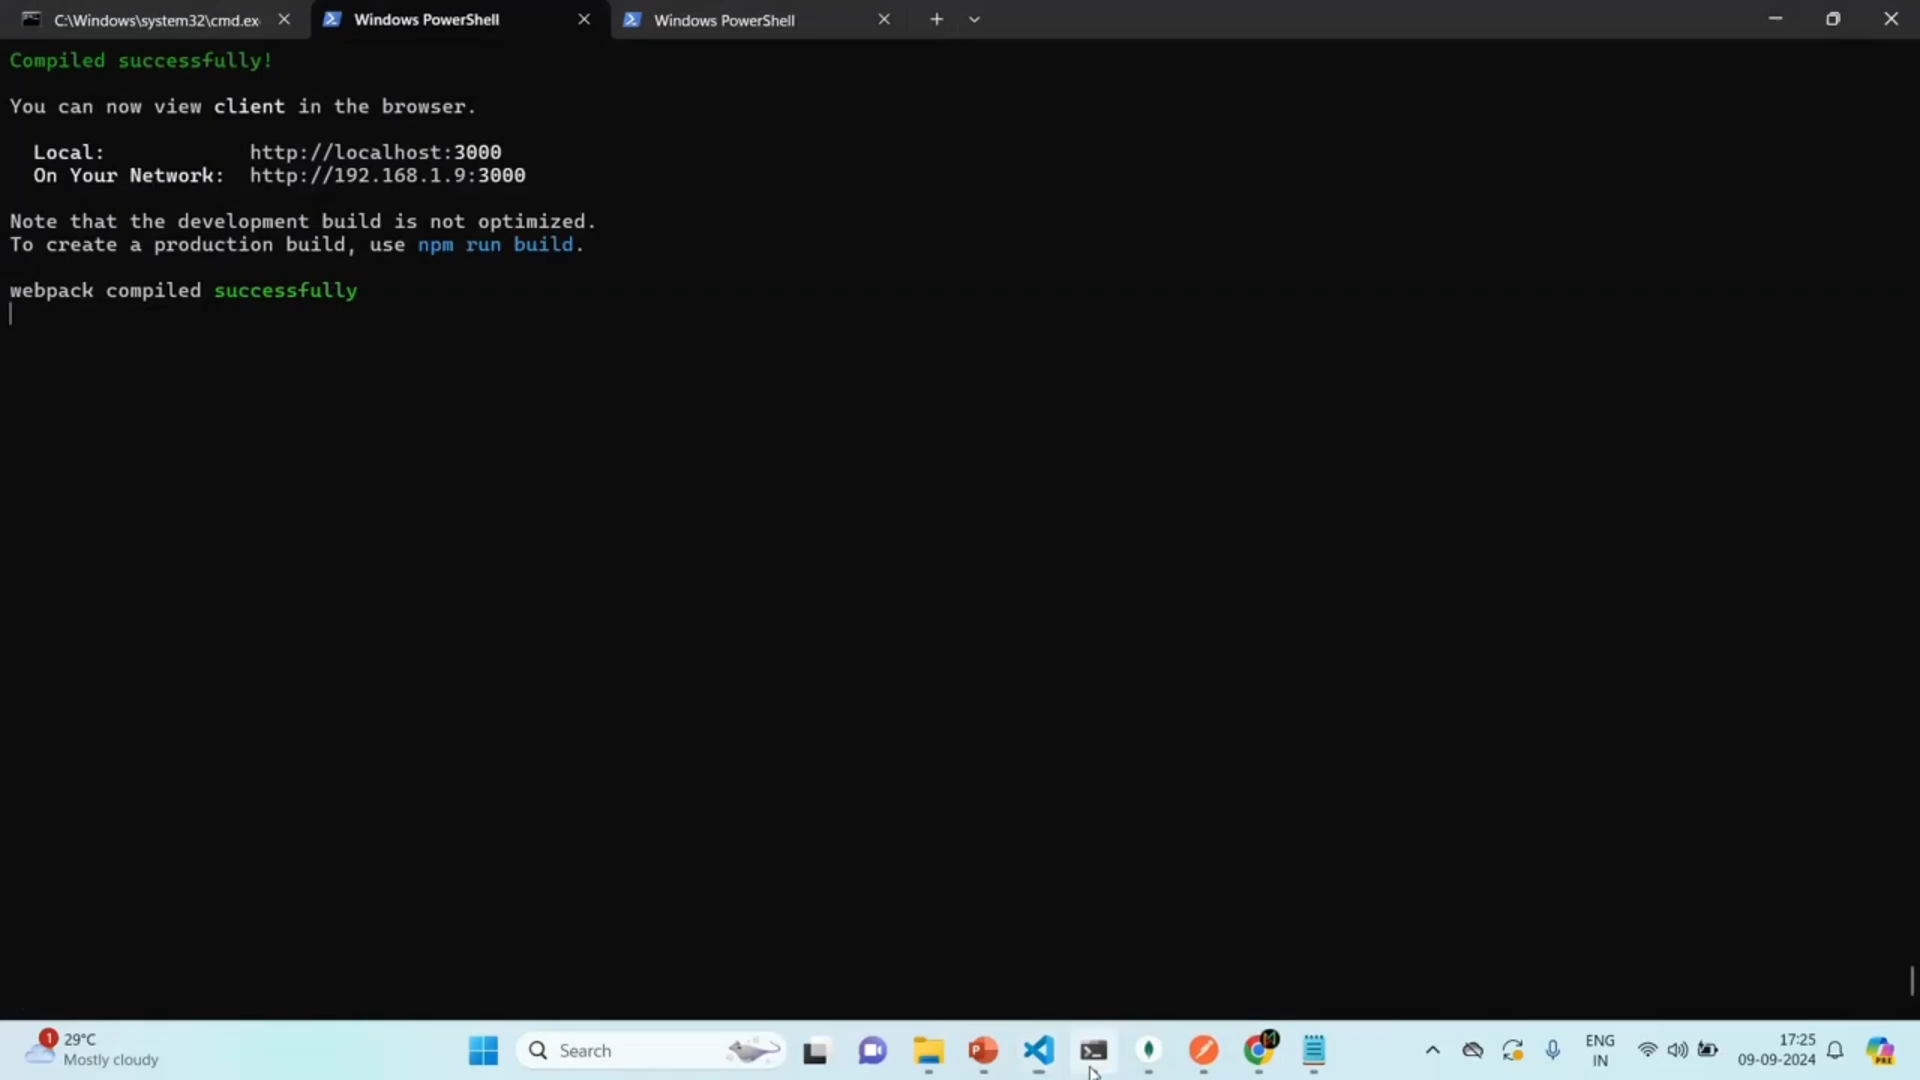 C:\Windows\system32\cmd.ex
Windows PowerShell
Windows PowerShell
Compiled successfully!
You can now view client in the browser.
Local: http://localhost:3000
On Your Network: http://192.168.1.9:3000
Note that the development build is not optimized.
To create a production build, use npm run build.
webpack compiled successfully
1
29°C
Mostly cloudy
Search
ENG
IN
17:25
09-09-2024
PRE